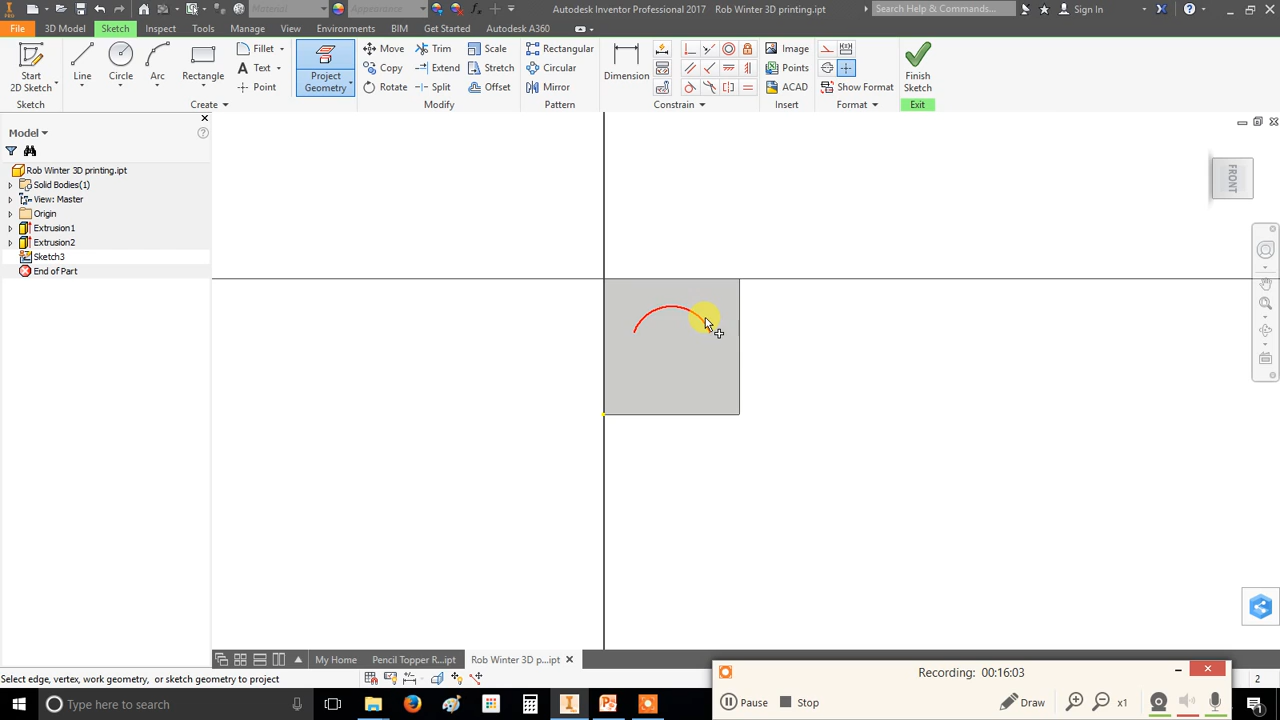 Material
Appearance
Autodesk Inventor Professional 2017
Rob Winter 3D printing.ipt
Search Help & Commands...
Sign In
PRO
File
3D Model
Sketch
Inspect
Tools
Manage
View
Environments
BIM
Get Started
Autodesk A360
Start
2D Sketch
Line
Circle
Arc
Rectangle
Fillet
Text
Point
Project
Geometry
Move
Copy
Rotate
Trim
Extend
Split
Scale
Stretch
Offset
Rectangular
Circular
Mirror
Dimension
Image
Points
ACAD
Show Format
Finish
Sketch
Sketch
Create
Modify
Pattern
Constrain
Insert
Format
Exit
Model
Rob Winter 3D printing.ipt
Solid Bodies(1)
View: Master
Origin
Extrusion1
Extrusion2
Sketch3
End of Part
FRONT
My Home
Pencil Topper R...ipt
Rob Winter 3D p...ipt
Select edge, vertex, work geometry, or sketch geometry to project
2
Recording: 00:16:03
Pause
Stop
Draw
x1
Type here to search